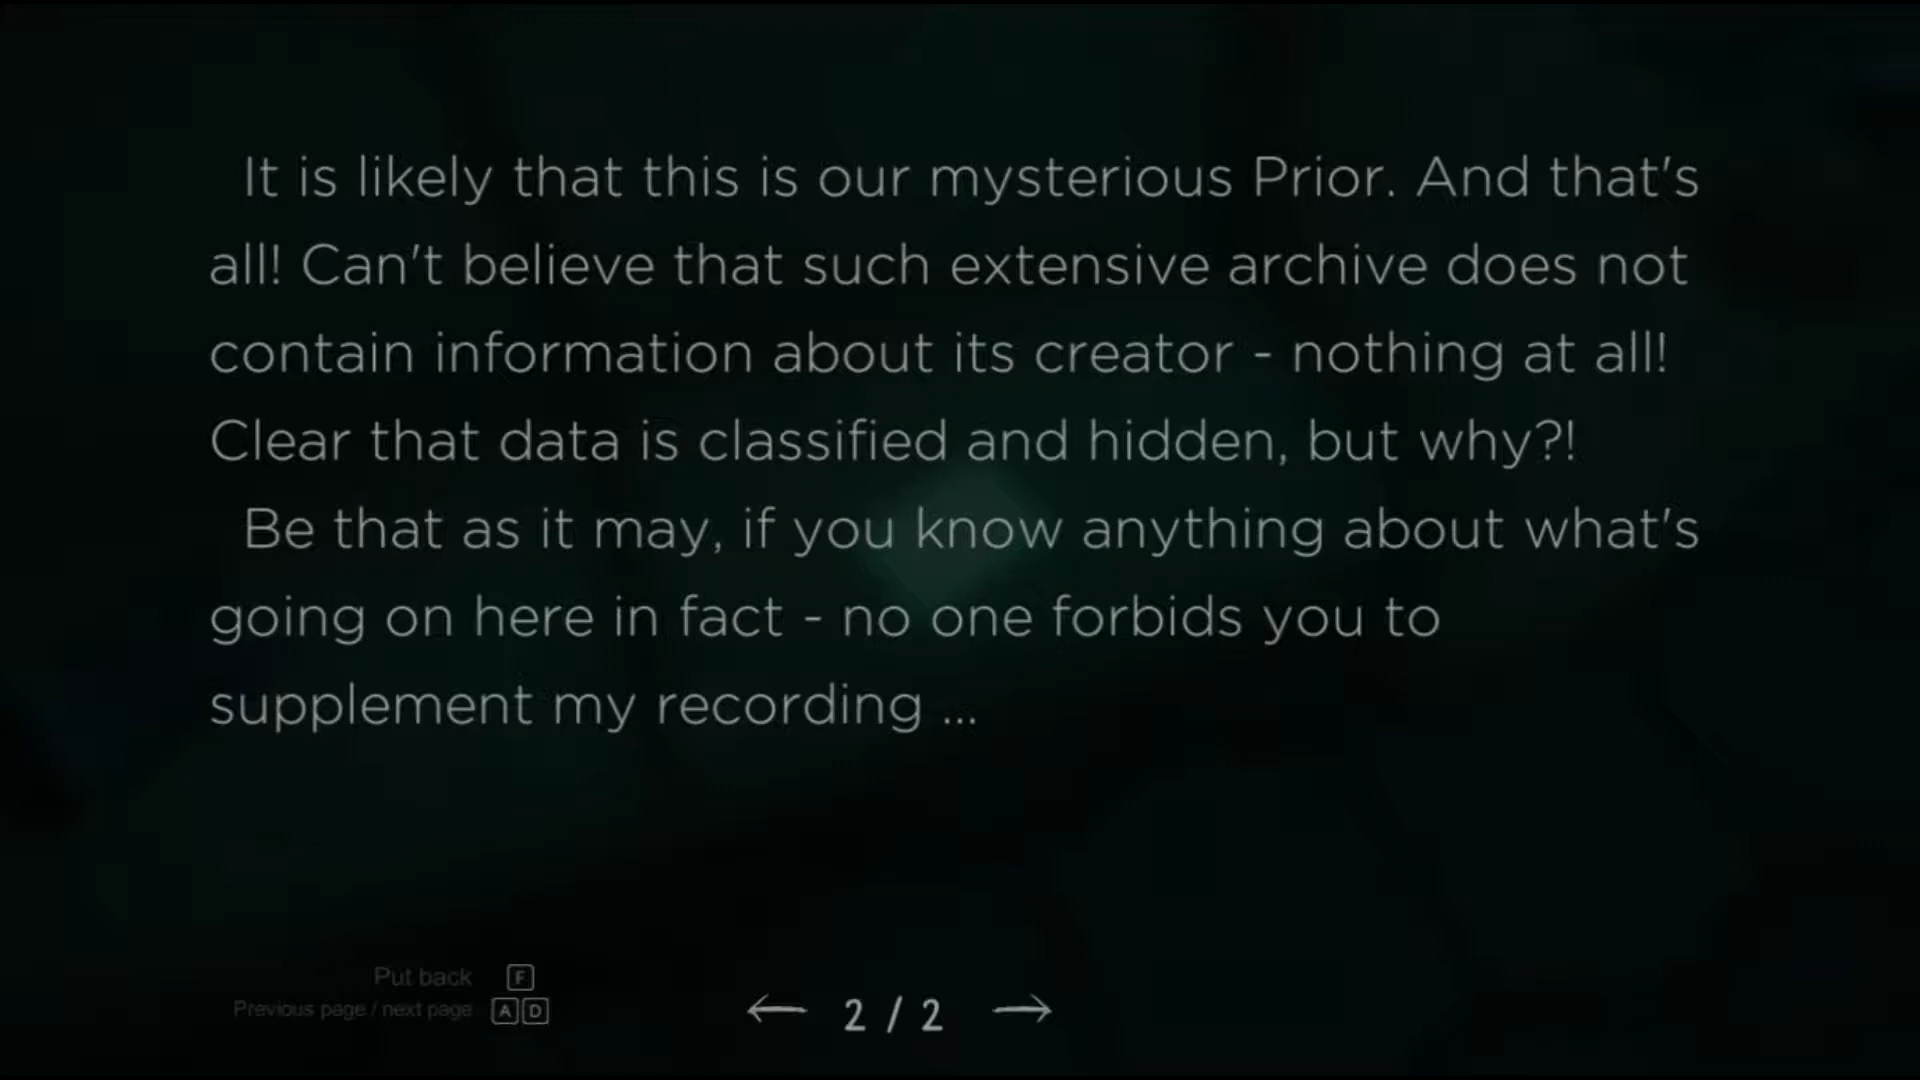 It is likely that this is our mysterious Prior. And that's
all! Can't believe that such extensive archive does not
contain information about its creator - nothing at all!
Clear that data is classified and hidden, but why?!
Be that as it may, if you know anything about what's
going on here in fact - no one forbids you to
supplement my recording ...
Put back F
Previous page / next page A D
← 2 / 2 →